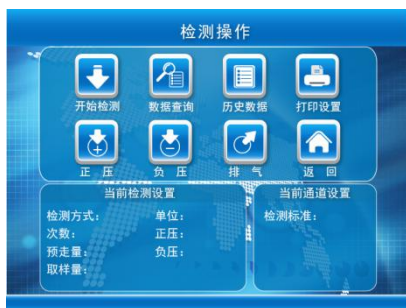 检测操作
开始检测 数据查询 历史数据 打印设置
正 压 负 压 排 气 返 回
当前检测设置 当前通道设置
检测方式： 单位： 检测标准：
次数： 正压：
预走量： 负压：
取样量：